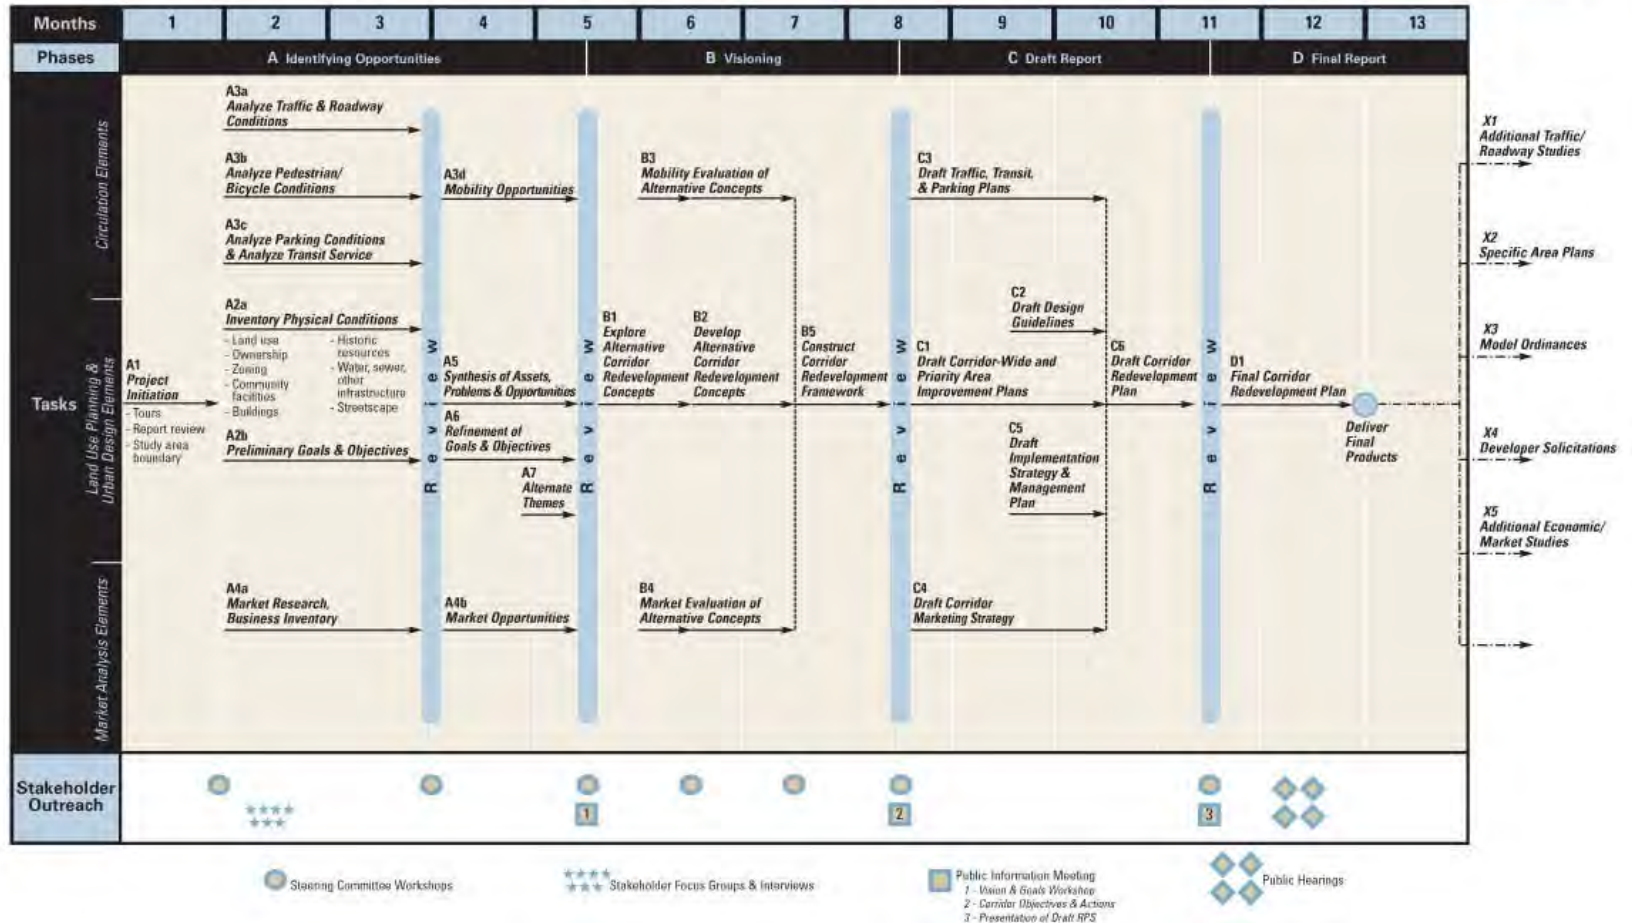 Months 1 2 3 4 5 6 7 8 9 10 11 12 13
Phases A Identifying Opportunities B Visioning C Draft Report D Final Report
Tasks
Circulation Elements
Land Use Planning &
Urban Design Elements
Market Analysis Elements
A1
Project
Initiation
- Tours
- Report review
- Study area
boundary
A3a
Analyze Traffic & Roadway
Conditions
A3b
Analyze Pedestrian/
Bicycle Conditions
A3c
Analyze Parking Conditions
& Analyze Transit Service
A2a
Inventory Physical Conditions
- Land use
- Ownership
- Zoning
- Community
facilities
- Buildings
- Historic
resources
- Water, sewer,
other
infrastructure
- Streetscape
A2b
Preliminary Goals & Objectives
A4a
Market Research,
Business Inventory
Review
A3d
Mobility Opportunities
A5
Synthesis of Assets,
Problems & Opportunities
A6
Refinement of
Goals & Objectives
A7
Alternate
Themes
A4b
Market Opportunities
Review
B3
Mobility Evaluation of
Alternative Concepts
B1
Explore
Alternative
Corridor
Redevelopment
Concepts
B2
Develop
Alternative
Corridor
Redevelopment
Concepts
B5
Construct
Corridor
Redevelopment
Framework
B4
Market Evaluation of
Alternative Concepts
Review
C3
Draft Traffic, Transit,
& Parking Plans
C2
Draft Design
Guidelines
C1
Draft Corridor-Wide and
Priority Area
Improvement Plans
C6
Draft Corridor
Redevelopment
Plan
C5
Draft
Implementation
Strategy &
Management
Plan
C4
Draft Corridor
Marketing Strategy
Review
D1
Final Corridor
Redevelopment Plan
Deliver
Final
Products
X1
Additional Traffic/
Roadway Studies
X2
Specific Area Plans
X3
Model Ordinances
X4
Developer Solicitations
X5
Additional Economic/
Market Studies
Stakeholder
Outreach
1 2 3
Steering Committee Workshops
Stakeholder Focus Groups & Interviews
Public Information Meeting
1 - Vision & Goals Workshop
2 - Corridor Objectives & Actions
3 - Presentation of Draft RPS
Public Hearings